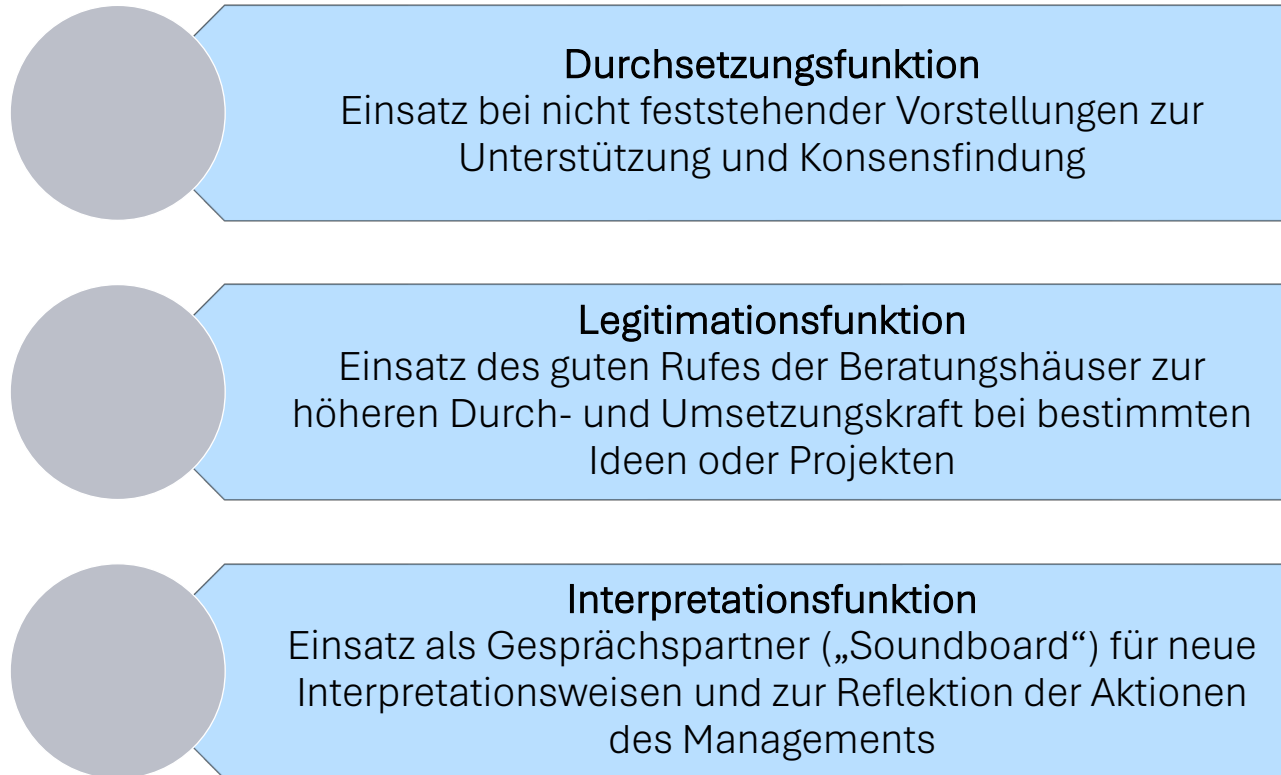 Durchsetzungsfunktion
Einsatz bei nicht feststehender Vorstellungen zur
Unterstützung und Konsensfindung
Legitimationsfunktion
Einsatz des guten Rufes der Beratungshäuser zur
höheren Durch- und Umsetzungskraft bei bestimmten
Ideen oder Projekten
Interpretationsfunktion
Einsatz als Gesprächspartner („Soundboard“) für neue
Interpretationsweisen und zur Reflektion der Aktionen
des Managements